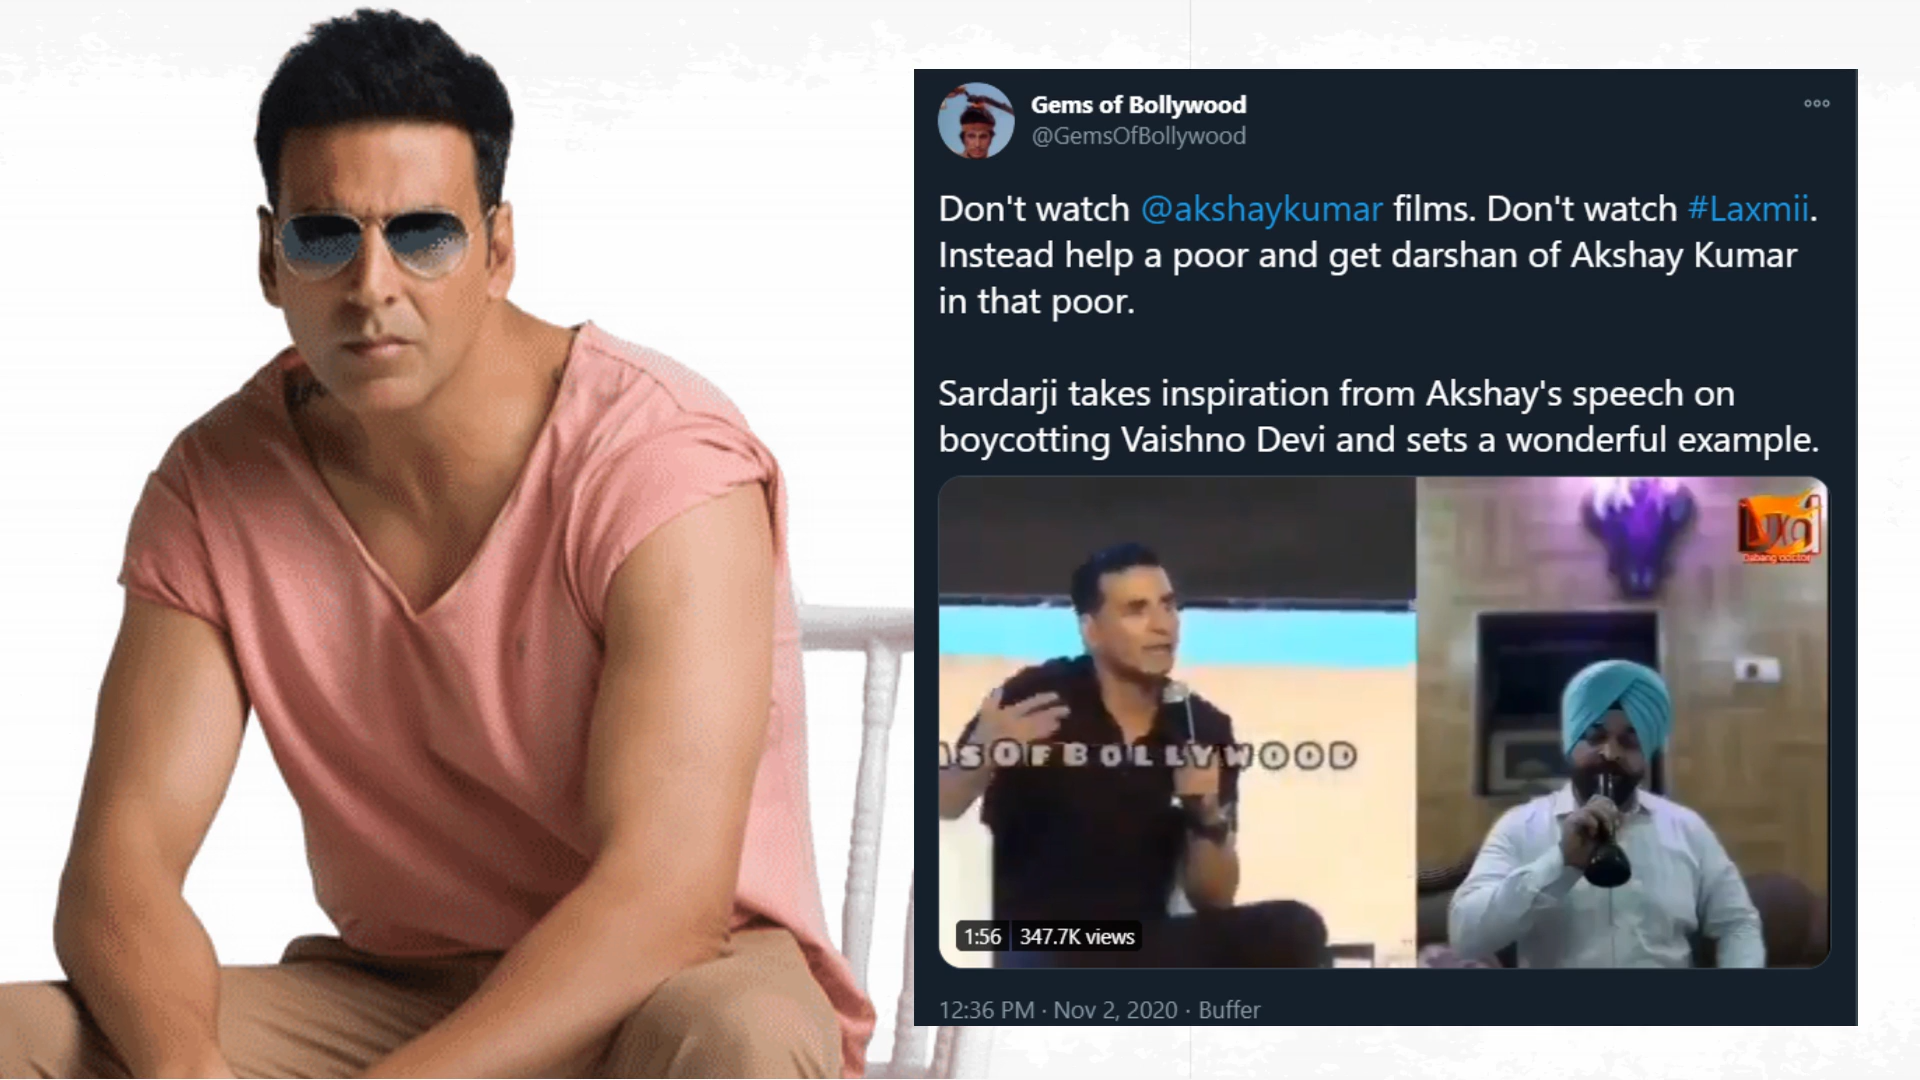 Gems of Bollywood
@GemsOfBollywood
Don't watch @akshaykumar films. Don't watch #Laxmii.
Instead help a poor and get darshan of Akshay Kumar
in that poor.
Sardarji takes inspiration from Akshay's speech on
boycotting Vaishno Devi and sets a wonderful example.
SOFBOLLYWOOD
1:56 347.7K views
12:36 PM · Nov 2, 2020 · Buffer